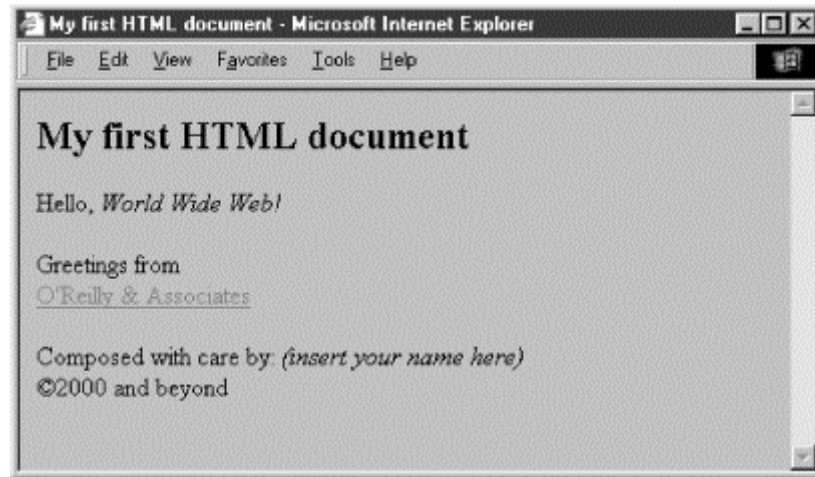 My first HTML document - Microsoft Internet Explorer
File Edit View Favorites Tools Help
My first HTML document
Hello, World Wide Web!
Greetings from
O'Reilly & Associates
Composed with care by: (insert your name here)
©2000 and beyond